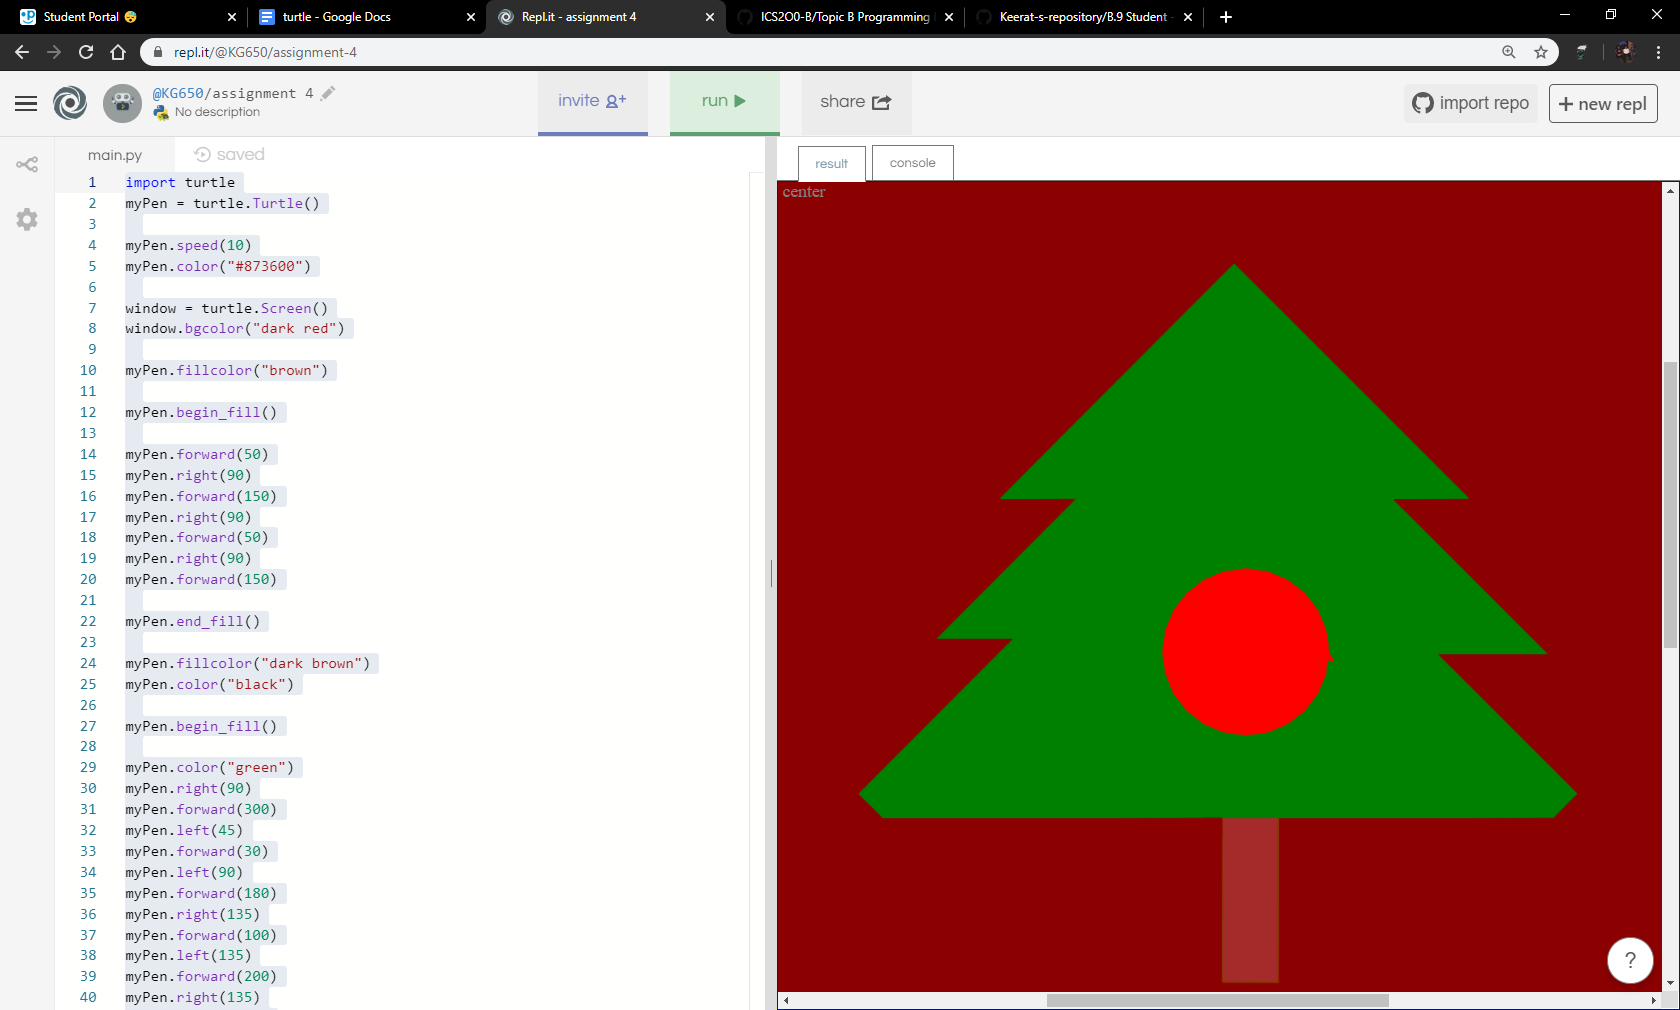 Student Portal
turtle - Google Docs
Repl.it - assignment 4
ICS2O0-B/Topic B Programming
Keerat-s-repository/B.9 Student
repl.it/@KG650/assignment-4
@KG650/assignment 4
No description
invite
run
share
import repo
+ new repl
main.py
saved
result
console
center
1 import turtle
2 myPen = turtle.Turtle()
3
4 myPen.speed(10)
5 myPen.color("#873600")
6
7 window = turtle.Screen()
8 window.bgcolor("dark red")
9
10 myPen.fillcolor("brown")
11
12 myPen.begin_fill()
13
14 myPen.forward(50)
15 myPen.right(90)
16 myPen.forward(150)
17 myPen.right(90)
18 myPen.forward(50)
19 myPen.right(90)
20 myPen.forward(150)
21
22 myPen.end_fill()
23
24 myPen.fillcolor("dark brown")
25 myPen.color("black")
26
27 myPen.begin_fill()
28
29 myPen.color("green")
30 myPen.right(90)
31 myPen.forward(300)
32 myPen.left(45)
33 myPen.forward(30)
34 myPen.left(90)
35 myPen.forward(180)
36 myPen.right(135)
37 myPen.forward(100)
38 myPen.left(135)
39 myPen.forward(200)
40 myPen.right(135)
?